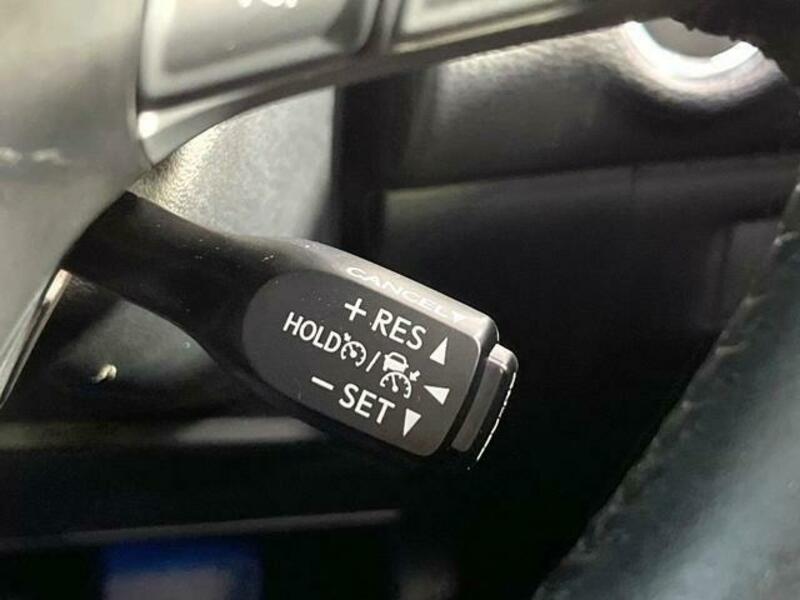 CANCEL
+ RES
HOLD /
− SET